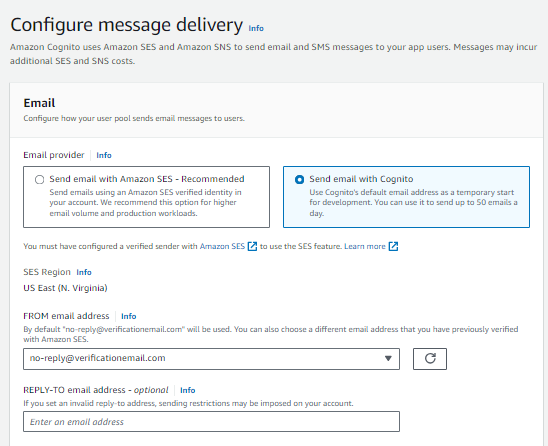 Configure message delivery Info
Amazon Cognito uses Amazon SES and Amazon SNS to send email and SMS messages to your app users. Messages may incur
additional SES and SNS costs.
Email
Configure how your user pool sends email messages to users.
Email provider Info
Send email with Amazon SES - Recommended
Send emails using an Amazon SES verified identity in
your account. We recommend this option for higher
email volume and production workloads.
Send email with Cognito
Use Cognito's default email address as a temporary start
for development. You can use it to send up to 50 emails a
day.
You must have configured a verified sender with Amazon SES to use the SES feature. Learn more
SES Region Info
US East (N. Virginia)
FROM email address Info
By default "no-reply@verificationemail.com" will be used. You can also choose a different email address that you have previously verified
with Amazon SES.
no-reply@verificationemail.com
REPLY-TO email address - optional Info
If you set an invalid reply-to address, sending restrictions may be imposed on your account.
Enter an email address